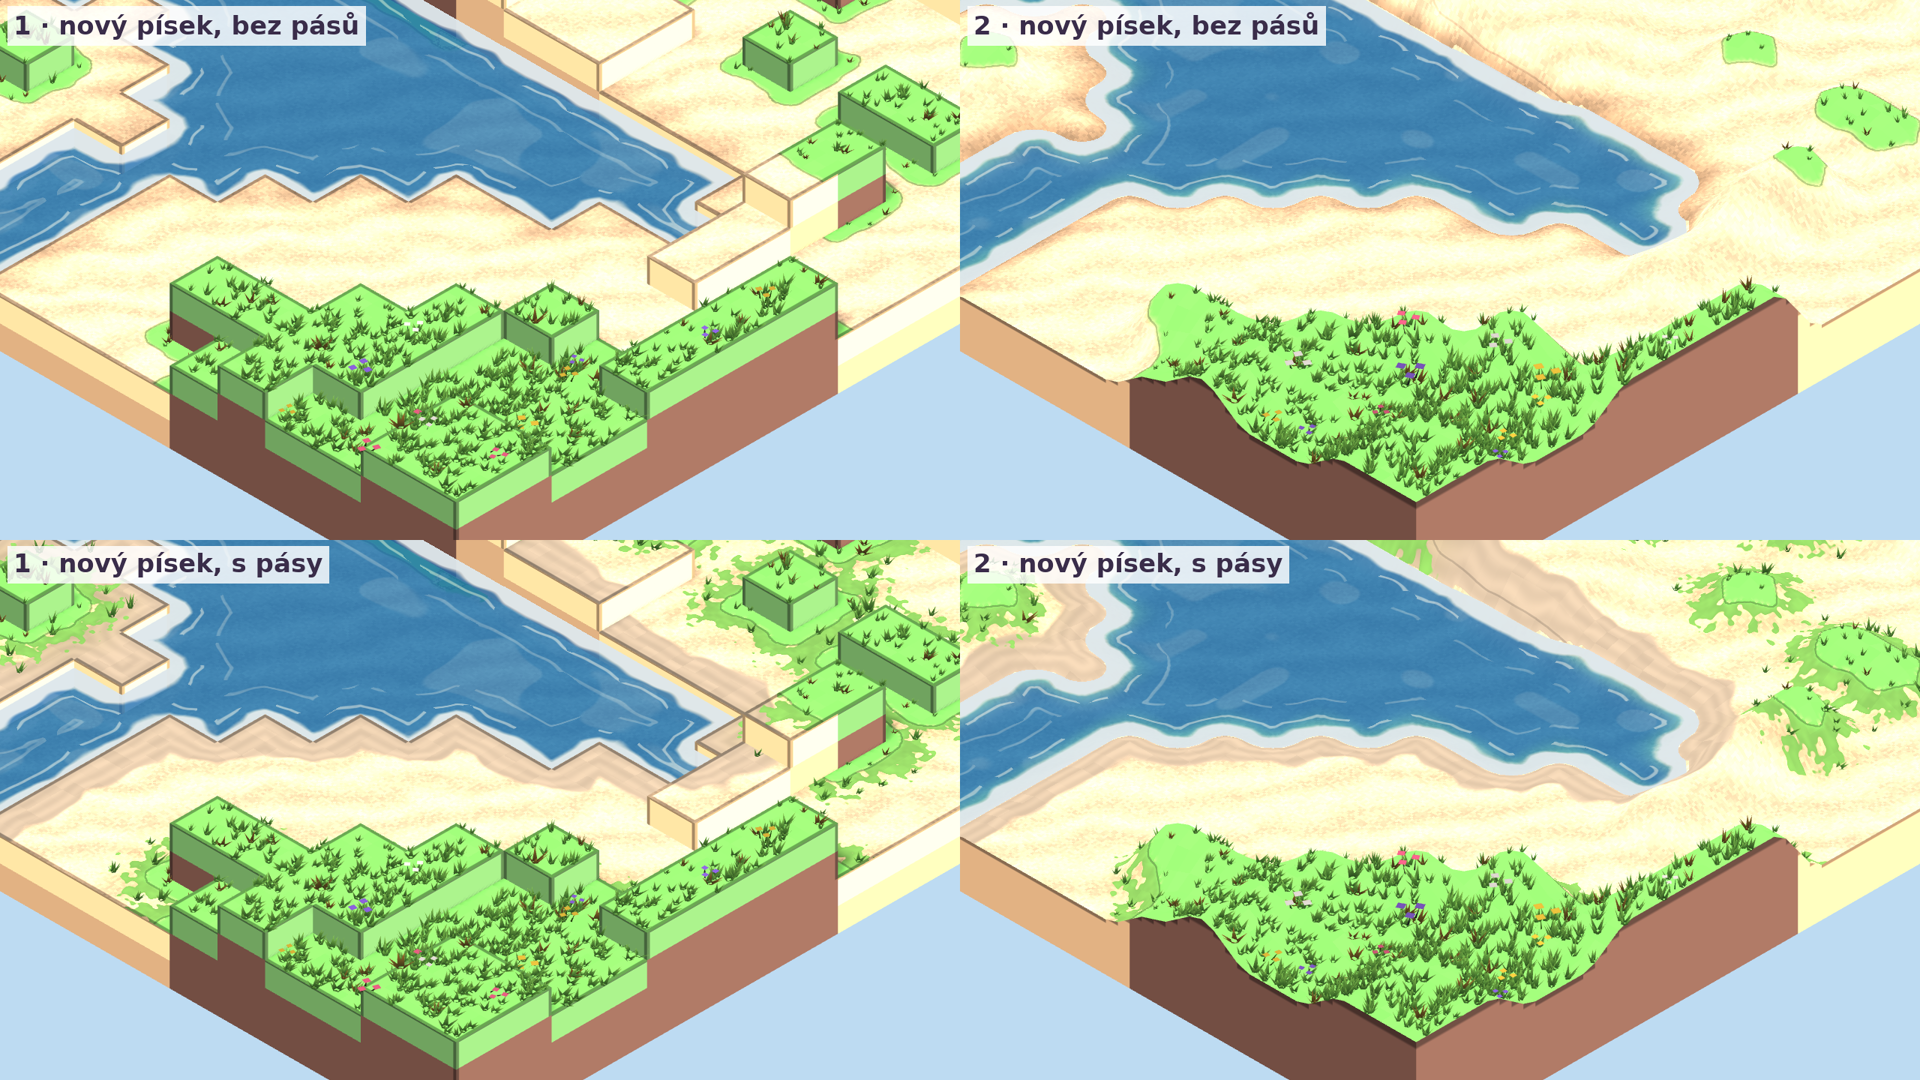 1 · nový písek, bez pásů
2 · nový písek, bez pásů
1 · nový písek, s pásy
2 · nový písek, s pásy